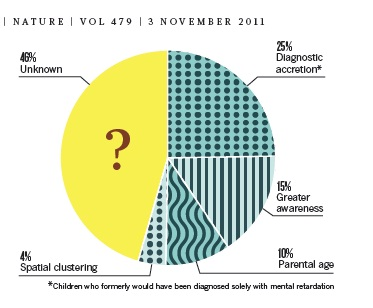 | NATURE | VOL 479 | 3 NOVEMBER 2011
46%
Unknown
25%
Diagnostic
accretion*
?
15%
Greater
awareness
10%
Parental age
4%
Spatial clustering
*Children who formerly would have been diagnosed solely with mental retardation